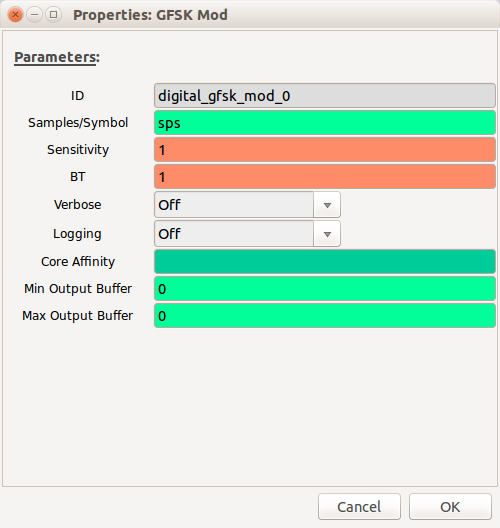 Properties: GFSK Mod
Parameters:
ID digital_gfsk_mod_0
Samples/Symbol sps
Sensitivity 1
BT 1
Verbose Off
Logging Off
Core Affinity
Min Output Buffer 0
Max Output Buffer 0
Cancel OK